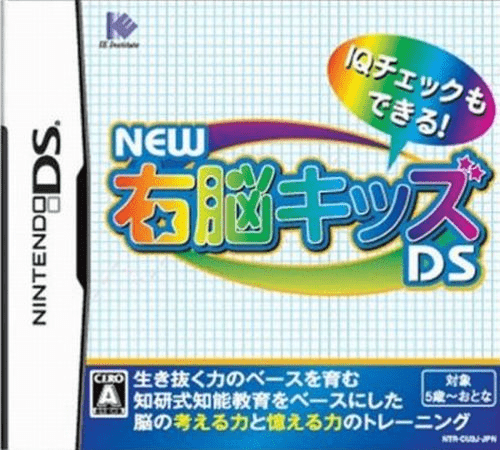 IE Institute
IQチェックも
できる!
NEW
右脳キッズ
DS
NINTENDO DS
CERO
A
生き抜く力のベースを育む
知研式知能教育をベースにした
脳の考える力と憶える力のトレーニング
対象
5歳〜おとな
NTR-CU3J-JPN